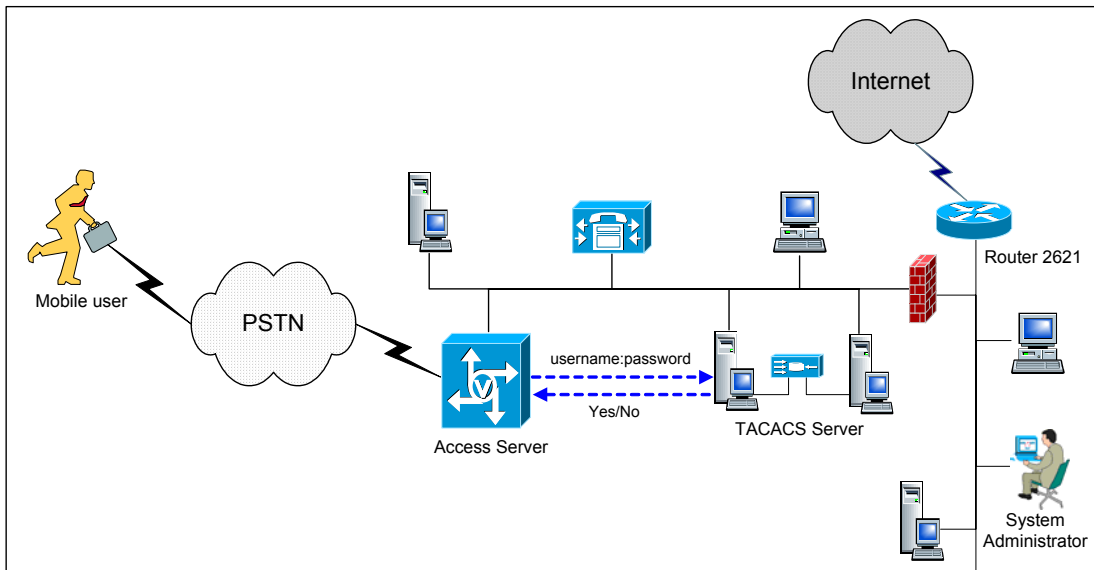 Internet
Router 2621
Mobile user
PSTN
V
username:password
Yes/No
Access Server
TACACS Server
System
Administrator